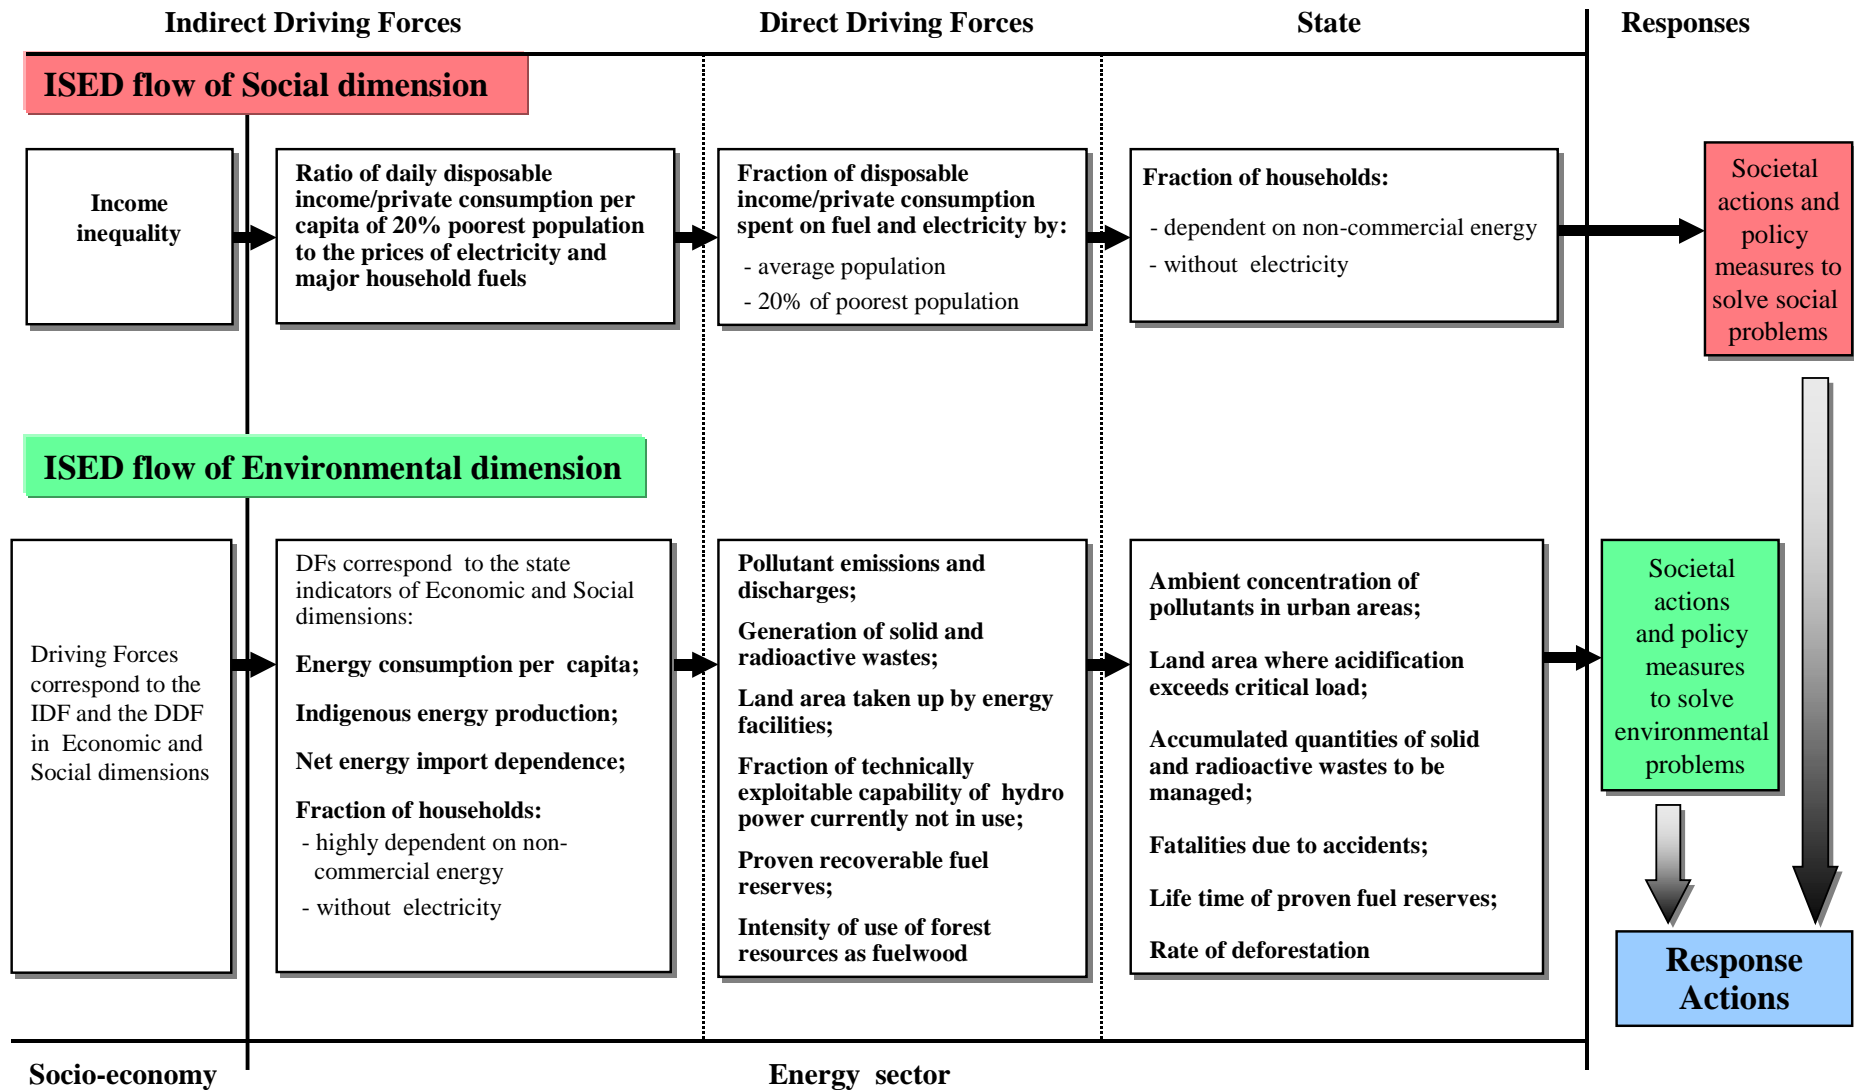 Indirect Driving Forces
Direct Driving Forces
State
Responses
ISED flow of Social dimension
Income
inequality
Ratio of daily disposable
income/private consumption per
capita of 20% poorest population
to the prices of electricity and
major household fuels
Fraction of disposable
income/private consumption
spent on fuel and electricity by:
- average population
- 20% of poorest population
Fraction of households:
- dependent on non-commercial energy
- without electricity
Societal
actions and
policy
measures to
solve social
problems
ISED flow of Environmental dimension
Driving Forces
correspond to the
IDF and the DDF
in Economic and
Social dimensions
DFs correspond to the state
indicators of Economic and Social
dimensions:
Energy consumption per capita;
Indigenous energy production;
Net energy import dependence;
Fraction of households:
- highly dependent on non-
commercial energy
- without electricity
Pollutant emissions and
discharges;
Generation of solid and
radioactive wastes;
Land area taken up by energy
facilities;
Fraction of technically
exploitable capability of hydro
power currently not in use;
Proven recoverable fuel
reserves;
Intensity of use of forest
resources as fuelwood
Ambient concentration of
pollutants in urban areas;
Land area where acidification
exceeds critical load;
Accumulated quantities of solid
and radioactive wastes to be
managed;
Fatalities due to accidents;
Life time of proven fuel reserves;
Rate of deforestation
Societal
actions
and policy
measures
to solve
environmental
problems
Response
Actions
Socio-economy
Energy sector